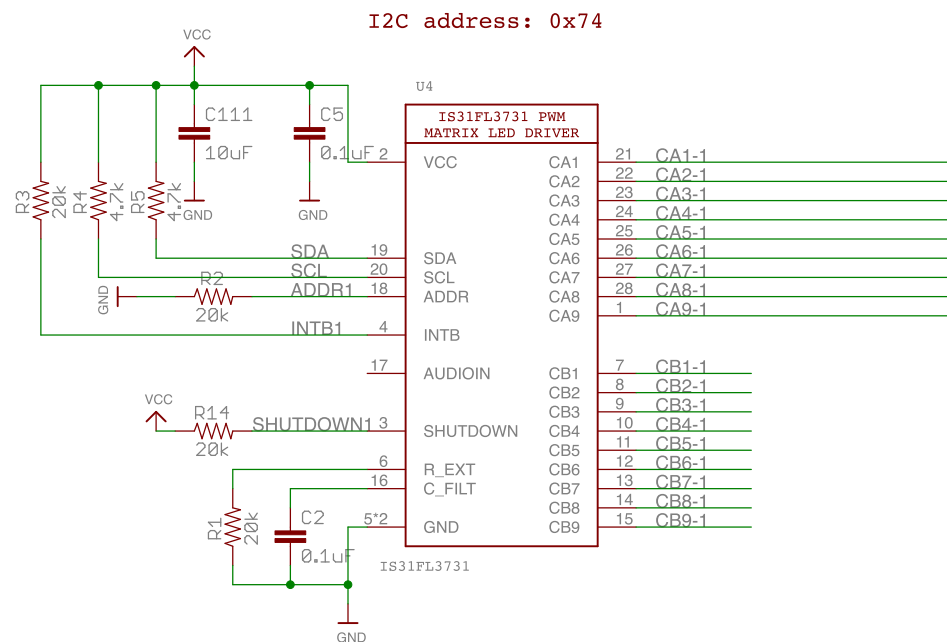 I2C address: 0x74
VCC
U4
C111
10uF
GND
C5
0.1uF
GND
R3
20k
R4
4.7k
R5
4.7k
IS31FL3731 PWM
MATRIX LED DRIVER
2 VCC
SDA 19 SDA
SCL 20 SCL
GND R2 20k ADDR1 18 ADDR
INTB1 4 INTB
17 AUDIOIN
VCC R14 20k SHUTDOWN1 3 SHUTDOWN
6 R_EXT
16 C_FILT
5*2 GND
R1
20k
C2
0.1uF
GND
CA1 21 CA1-1
CA2 22 CA2-1
CA3 23 CA3-1
CA4 24 CA4-1
CA5 25 CA5-1
CA6 26 CA6-1
CA7 27 CA7-1
CA8 28 CA8-1
CA9 1 CA9-1
CB1 7 CB1-1
CB2 8 CB2-1
CB3 9 CB3-1
CB4 10 CB4-1
CB5 11 CB5-1
CB6 12 CB6-1
CB7 13 CB7-1
CB8 14 CB8-1
CB9 15 CB9-1
IS31FL3731